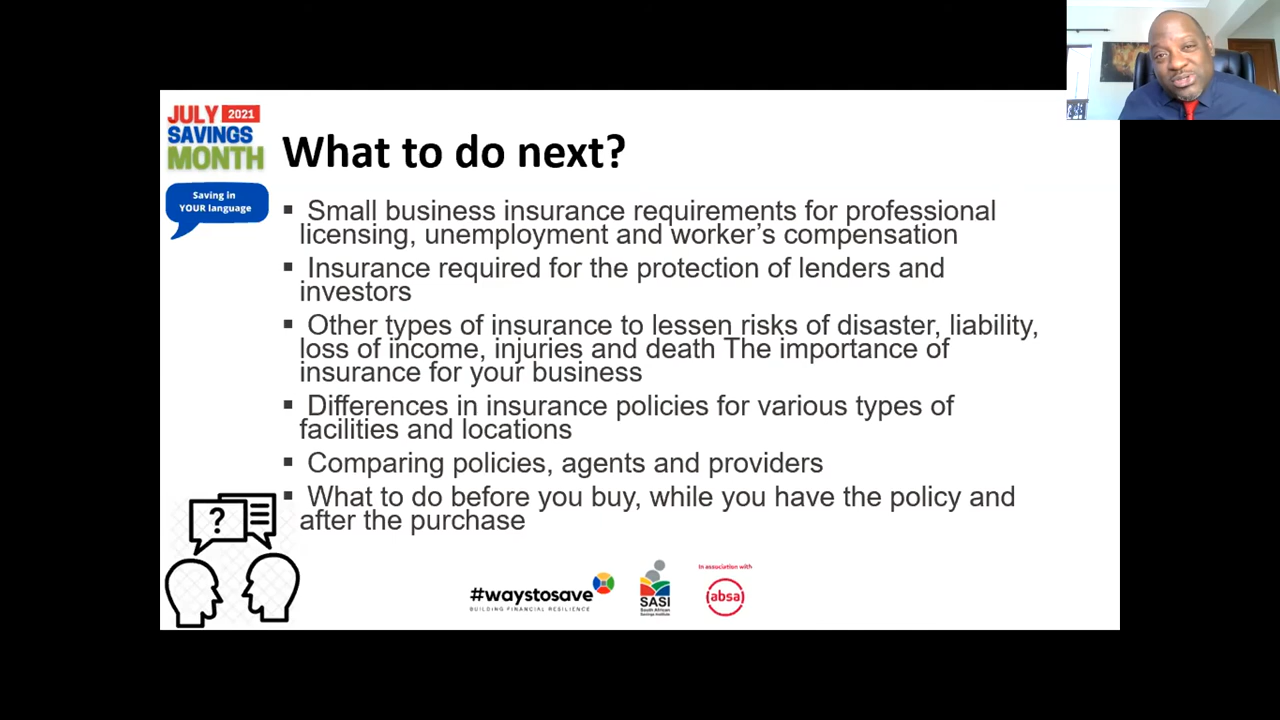 JULY 2021
SAVINGS
MONTH
Saving in
YOUR language
What to do next?
▪ Small business insurance requirements for professional
licensing, unemployment and worker’s compensation
▪ Insurance required for the protection of lenders and
investors
▪ Other types of insurance to lessen risks of disaster, liability,
loss of income, injuries and death The importance of
insurance for your business
▪ Differences in insurance policies for various types of
facilities and locations
▪ Comparing policies, agents and providers
▪ What to do before you buy, while you have the policy and
after the purchase
?
#waystosave
BUILDING FINANCIAL RESILIENCE
SASI
South African
Savings Institute
In association with
(absa)